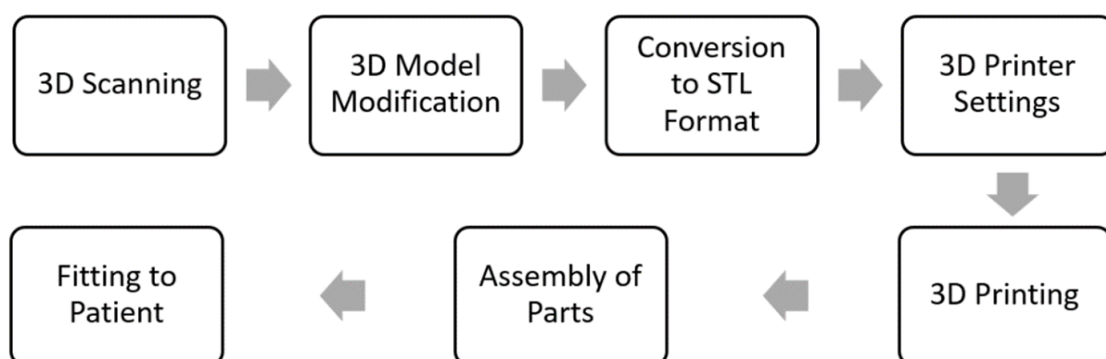 3D Scanning
3D Model
Modification
Conversion
to STL
Format
3D Printer
Settings
3D Printing
Assembly of
Parts
Fitting to
Patient